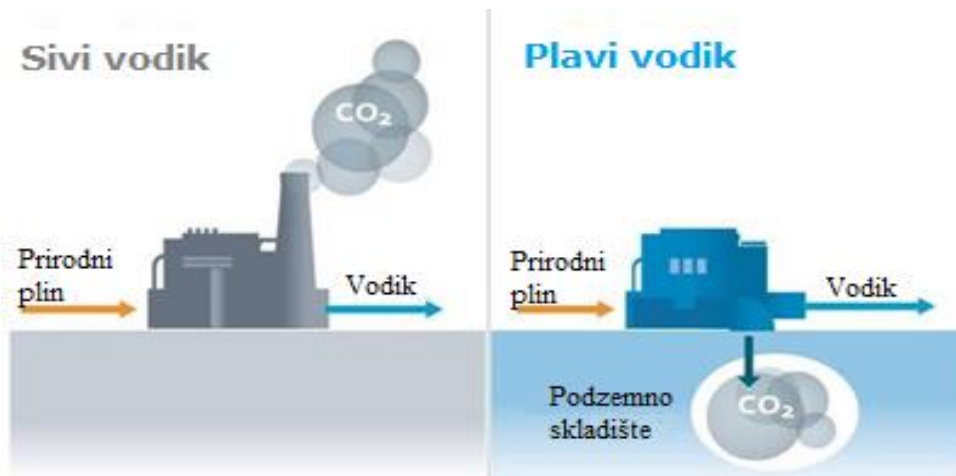 Sivi vodik
CO₂
Prirodni
plin
Vodik
Plavi vodik
Prirodni
plin
Vodik
Podzemno
skladište
CO₂